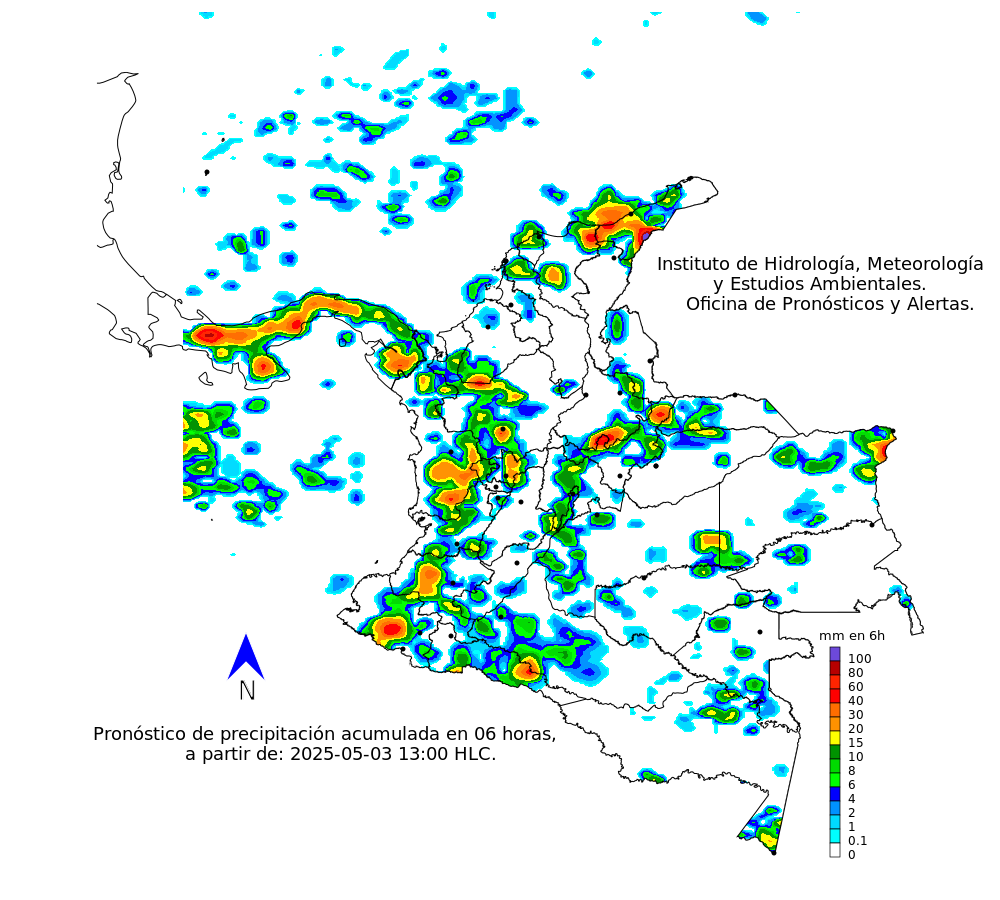 Instituto de Hidrología, Meteorología
y Estudios Ambientales.
Oficina de Pronósticos y Alertas.
mm en 6h
100
80
60
40
30
20
15
10
8
6
4
2
1
0.1
0
N
Pronóstico de precipitación acumulada en 06 horas,
a partir de: 2025-05-03 13:00 HLC.